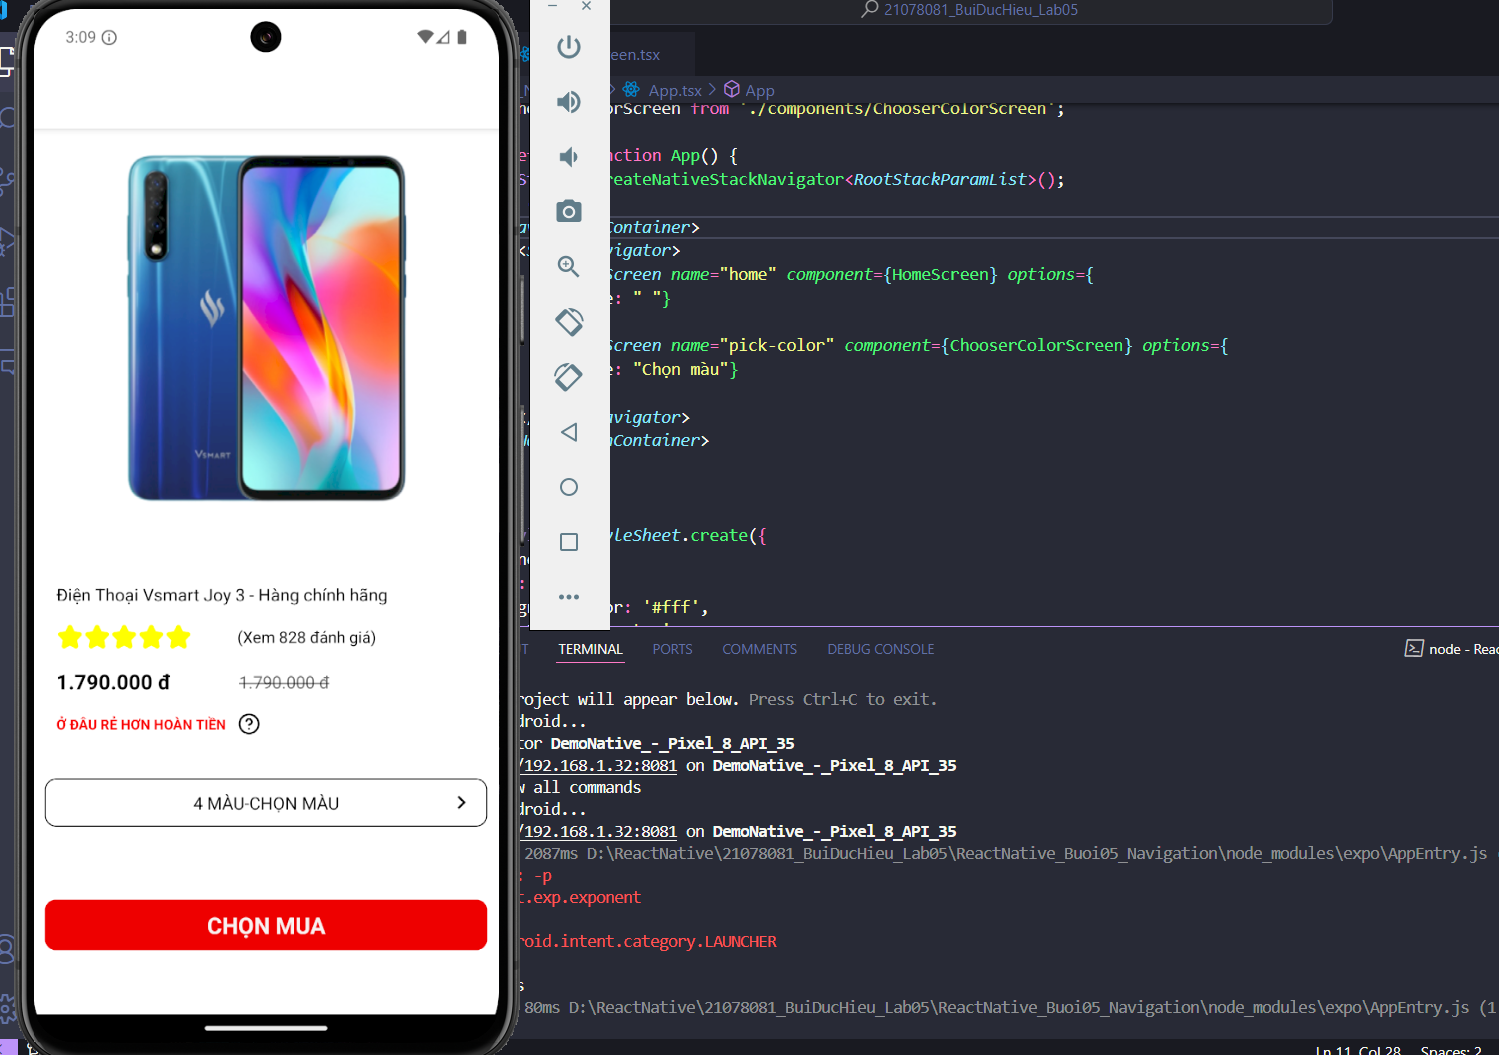 3:09
VSMART
Điện Thoại Vsmart Joy 3 - Hàng chính hãng
(Xem 828 đánh giá)
1.790.000 đ
1.790.000 đ
Ở ĐÂU RẺ HƠN HOÀN TIỀN
4 MÀU-CHỌN MÀU
CHỌN MUA
21078081_BuiDucHieu_Lab05
een.tsx
App.tsx
App
orScreen from './components/ChooserColorScreen';
nction App() {
reateNativeStackNavigator<RootStackParamList>();
Container>
vigator>
Screen name="home" component={HomeScreen} options={
e: " "}
Screen name="pick-color" component={ChooserColorScreen} options={
e: "Chọn màu"}
avigator>
nContainer>
yleSheet.create({
or: '#fff',
T
TERMINAL
PORTS
COMMENTS
DEBUG CONSOLE
node - Reac
roject will appear below. Press Ctrl+C to exit.
droid...
tor DemoNative_-_Pixel_8_API_35
/192.168.1.32:8081 on DemoNative_-_Pixel_8_API_35
w all commands
droid...
/192.168.1.32:8081 on DemoNative_-_Pixel_8_API_35
2087ms D:\ReactNative\21078081_BuiDucHieu_Lab05\ReactNative_Buoi05_Navigation\node_modules\expo\AppEntry.js
: -p
t.exp.exponent
roid.intent.category.LAUNCHER
s
80ms D:\ReactNative\21078081_BuiDucHieu_Lab05\ReactNative_Buoi05_Navigation\node_modules\expo\AppEntry.js (1
Ln 11, Col 28
Spaces: 2